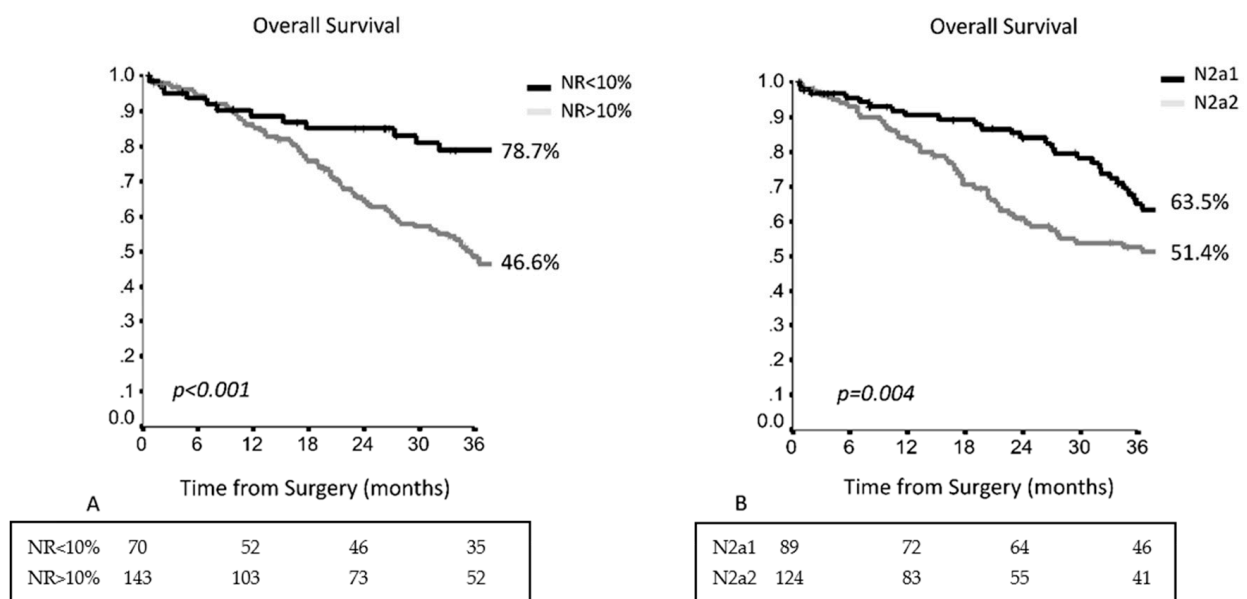 Overall Survival
NR<10%
NR>10%
1.0
.9
.8
.7
.6
.5
.4
.3
.2
.1
0.0
78.7%
46.6%
p<0.001
0 6 12 18 24 30 36
Time from Surgery (months)
A
NR<10% 70 52 46 35
NR>10% 143 103 73 52
Overall Survival
N2a1
N2a2
1.0
.9
.8
.7
.6
.5
.4
.3
.2
.1
0.0
63.5%
51.4%
p=0.004
0 6 12 18 24 30 36
Time from Surgery (months)
B
N2a1 89 72 64 46
N2a2 124 83 55 41